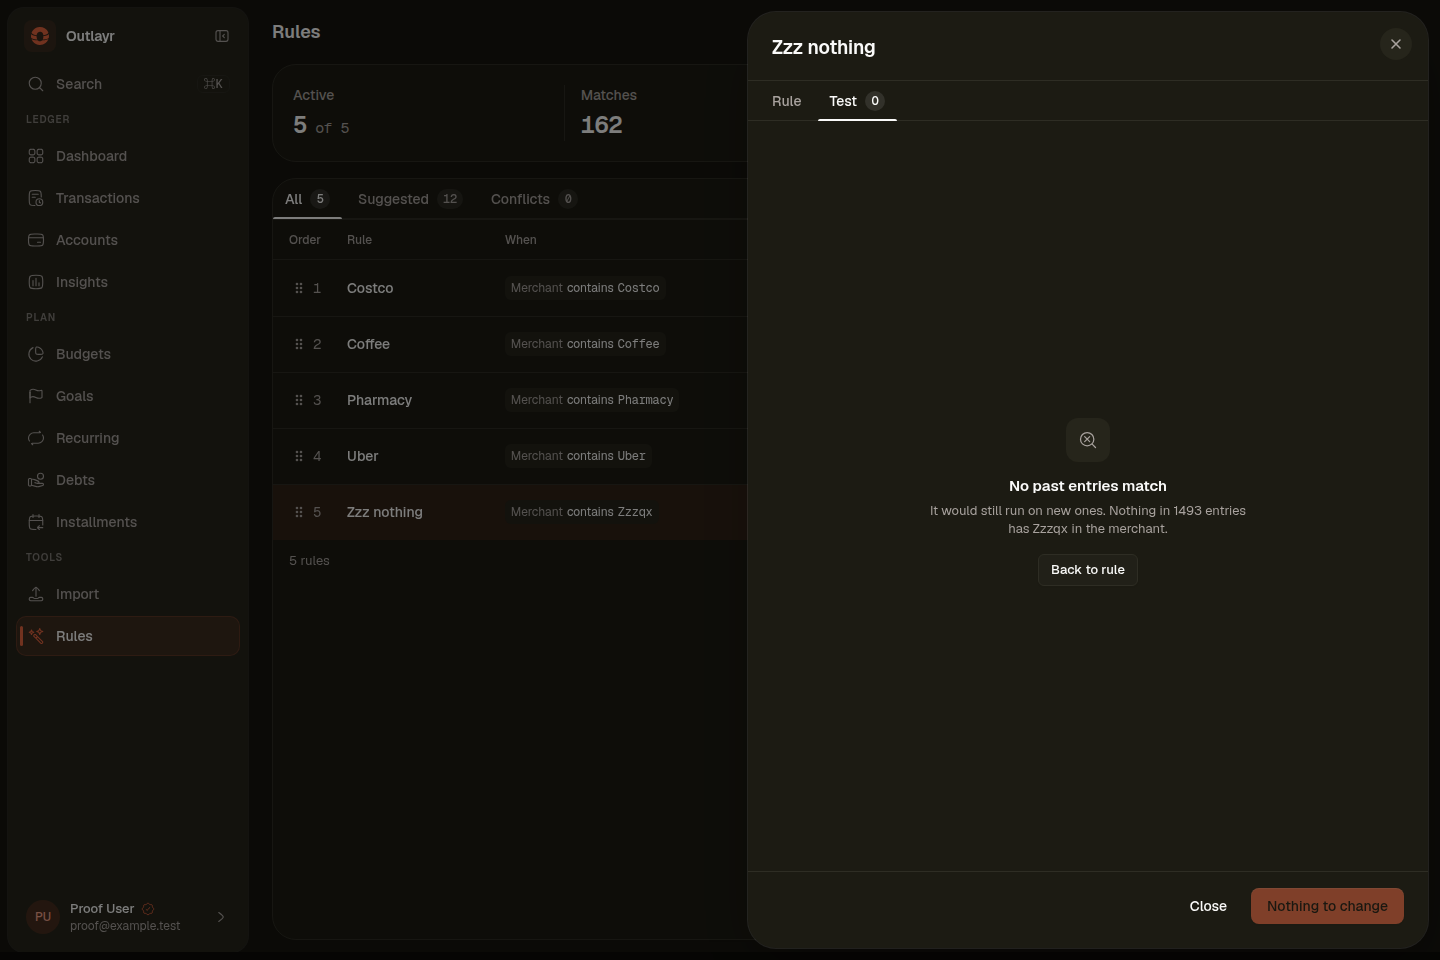 Outlayr
Search ⌘K
LEDGER
Dashboard
Transactions
Accounts
Insights
PLAN
Budgets
Goals
Recurring
Debts
Installments
TOOLS
Import
Rules
PU
Proof User
proof@example.test
Rules
Active
5 of 5
Matches
162
All 5 Suggested 12 Conflicts 0
Order Rule When
1 Costco Merchant contains Costco
2 Coffee Merchant contains Coffee
3 Pharmacy Merchant contains Pharmacy
4 Uber Merchant contains Uber
5 Zzz nothing Merchant contains Zzzqx
5 rules
Zzz nothing
Rule Test 0
No past entries match
It would still run on new ones. Nothing in 1493 entries
has Zzzqx in the merchant.
Back to rule
Close Nothing to change